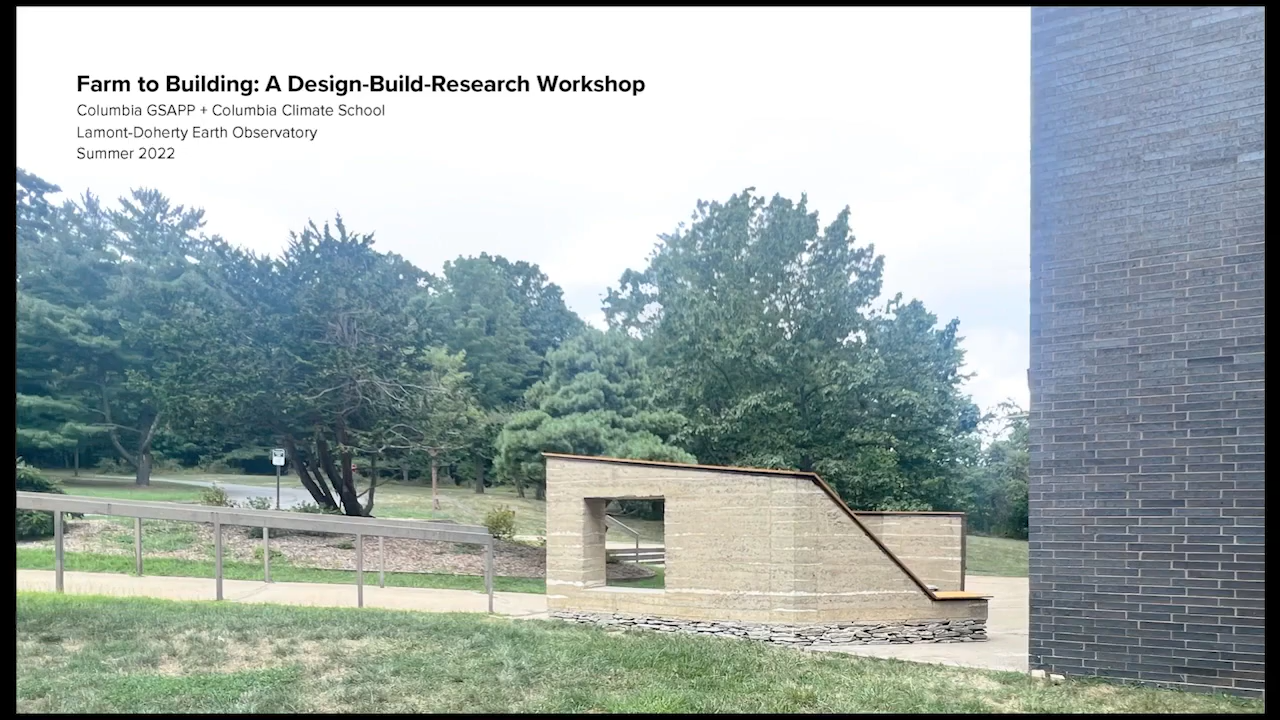 Farm to Building: A Design-Build-Research Workshop
Columbia GSAPP + Columbia Climate School
Lamont-Doherty Earth Observatory
Summer 2022